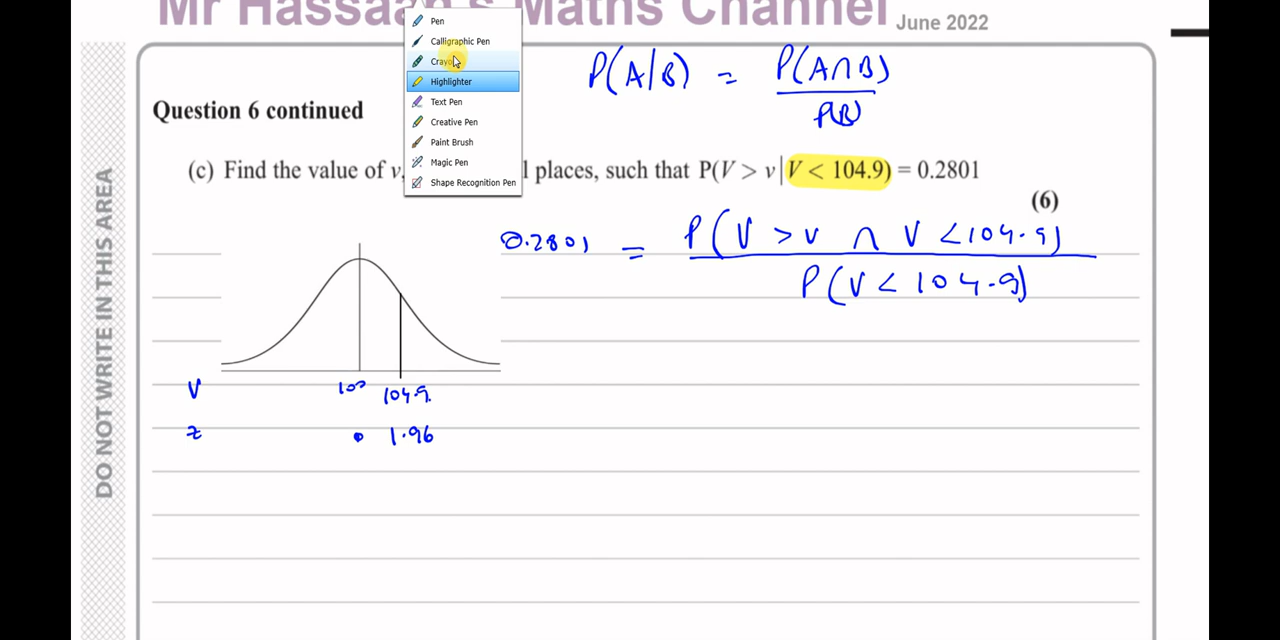 Mr Hassaan's Maths Channel
June 2022
Pen
Calligraphic Pen
Crayon
Highlighter
Text Pen
Creative Pen
Paint Brush
Magic Pen
Shape Recognition Pen
P(A|B) = P(A∩B) / P(B)
Question 6 continued
(c) Find the value of v, l places, such that P(V > v | V < 104.9) = 0.2801
(6)
0.2801 = P(V > v ∩ V < 104.9) / P(V < 104.9)
V 100 104.9
z 0 1.96
DO NOT WRITE IN THIS AREA